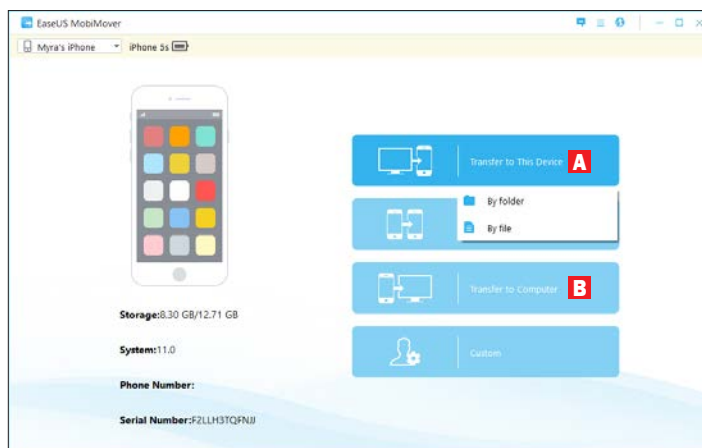 EaseUS MobiMover
Myra's iPhone iPhone 5s
Transfer to This Device A
By folder
By file
Transfer to Computer B
Custom
Storage:8.30 GB/12.71 GB
System:11.0
Phone Number:
Serial Number:F2LLH3TQFNJJ